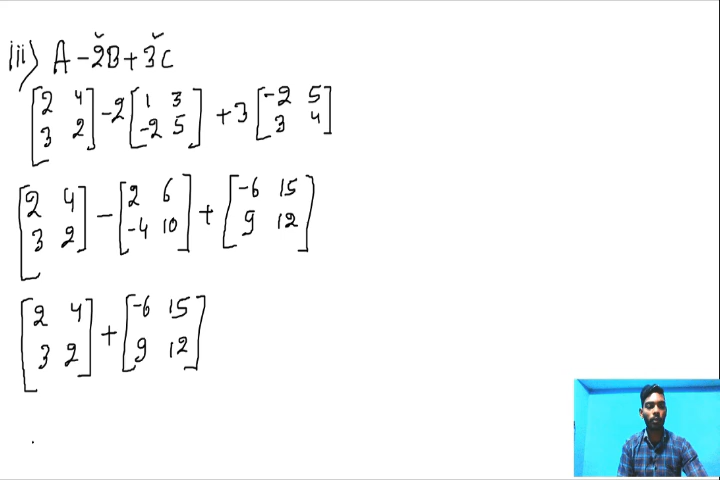 iii) A - 2B + 3C
[2 4 -2 [1 3 + 3 [-2 5
3 2] -2 5] 3 4]
[2 4 - [2 6 + [-6 15
3 2] -4 10] 9 12]
[2 4 + [-6 15
3 2] 9 12]